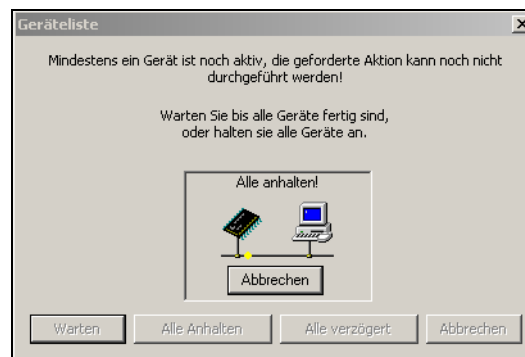 Geräteliste
Mindestens ein Gerät ist noch aktiv, die geforderte Aktion kann noch nicht
durchgeführt werden!
Warten Sie bis alle Geräte fertig sind,
oder halten sie alle Geräte an.
Alle anhalten!
Abbrechen
Warten
Alle Anhalten
Alle verzögert
Abbrechen